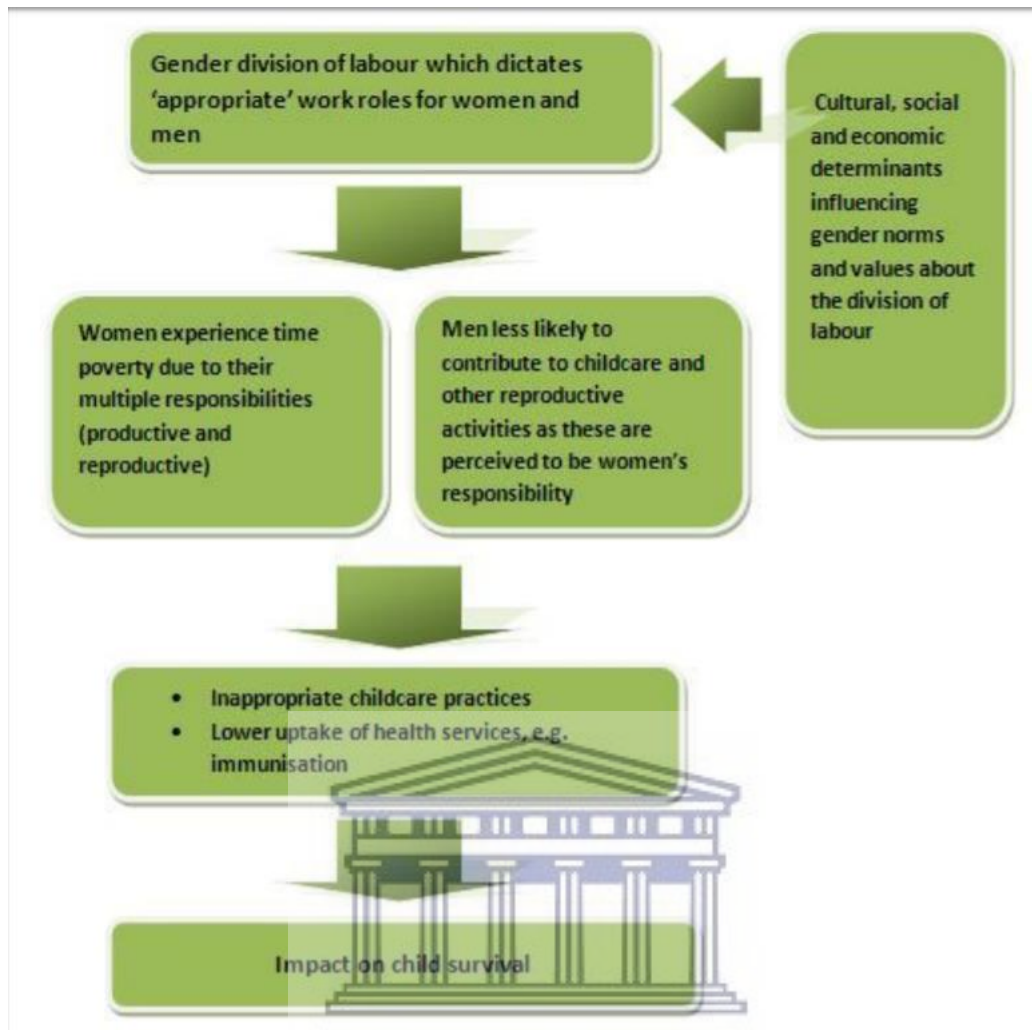 Gender division of labour which dictates
'appropriate' work roles for women and
men
Cultural, social
and economic
determinants
influencing
gender norms
and values about
the division of
labour
Women experience time
poverty due to their
multiple responsibilities
(productive and
reproductive)
Men less likely to
contribute to childcare and
other reproductive
activities as these are
perceived to be women's
responsibility
• Inappropriate childcare practices
• Lower uptake of health services, e.g.
immunisation
Impact on child survival